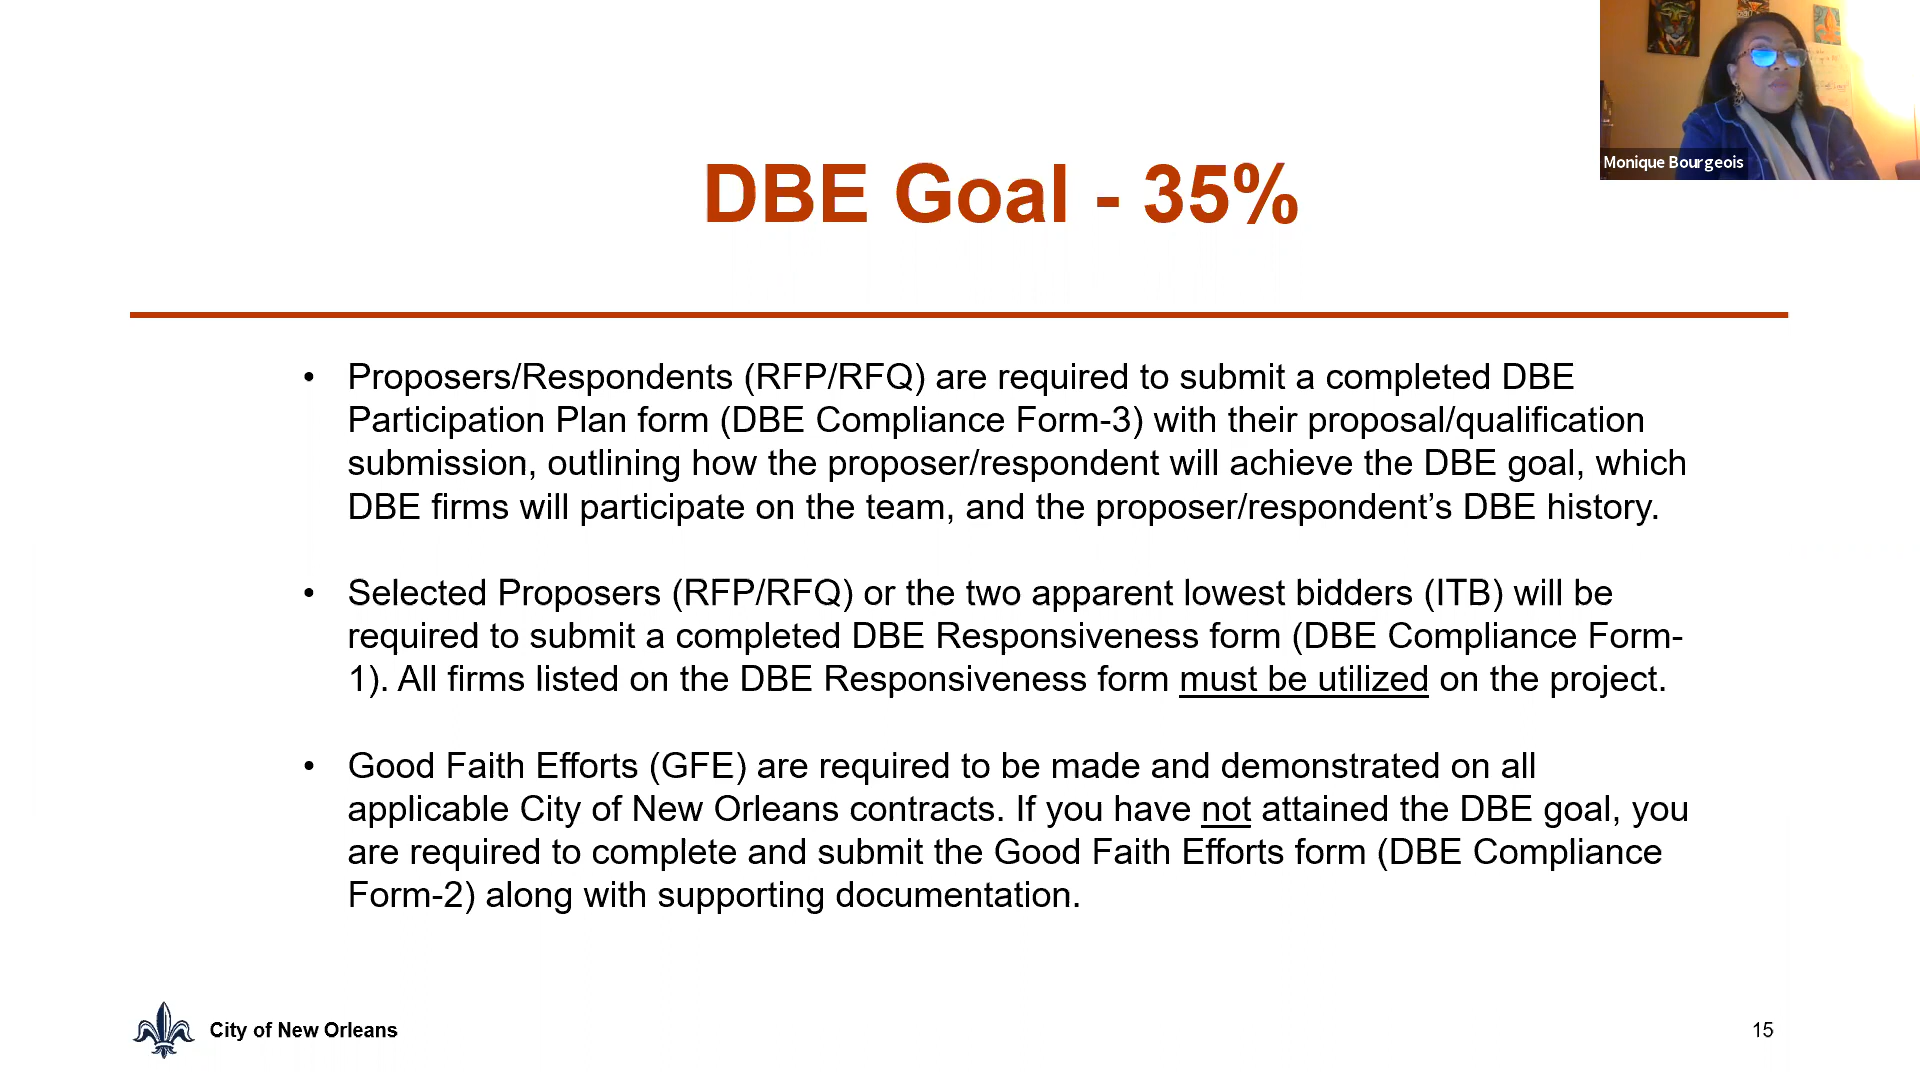 Monique Bourgeois
DBE Goal - 35%
• Proposers/Respondents (RFP/RFQ) are required to submit a completed DBE
Participation Plan form (DBE Compliance Form-3) with their proposal/qualification
submission, outlining how the proposer/respondent will achieve the DBE goal, which
DBE firms will participate on the team, and the proposer/respondent’s DBE history.
• Selected Proposers (RFP/RFQ) or the two apparent lowest bidders (ITB) will be
required to submit a completed DBE Responsiveness form (DBE Compliance Form-
1). All firms listed on the DBE Responsiveness form must be utilized on the project.
• Good Faith Efforts (GFE) are required to be made and demonstrated on all
applicable City of New Orleans contracts. If you have not attained the DBE goal, you
are required to complete and submit the Good Faith Efforts form (DBE Compliance
Form-2) along with supporting documentation.
City of New Orleans
15